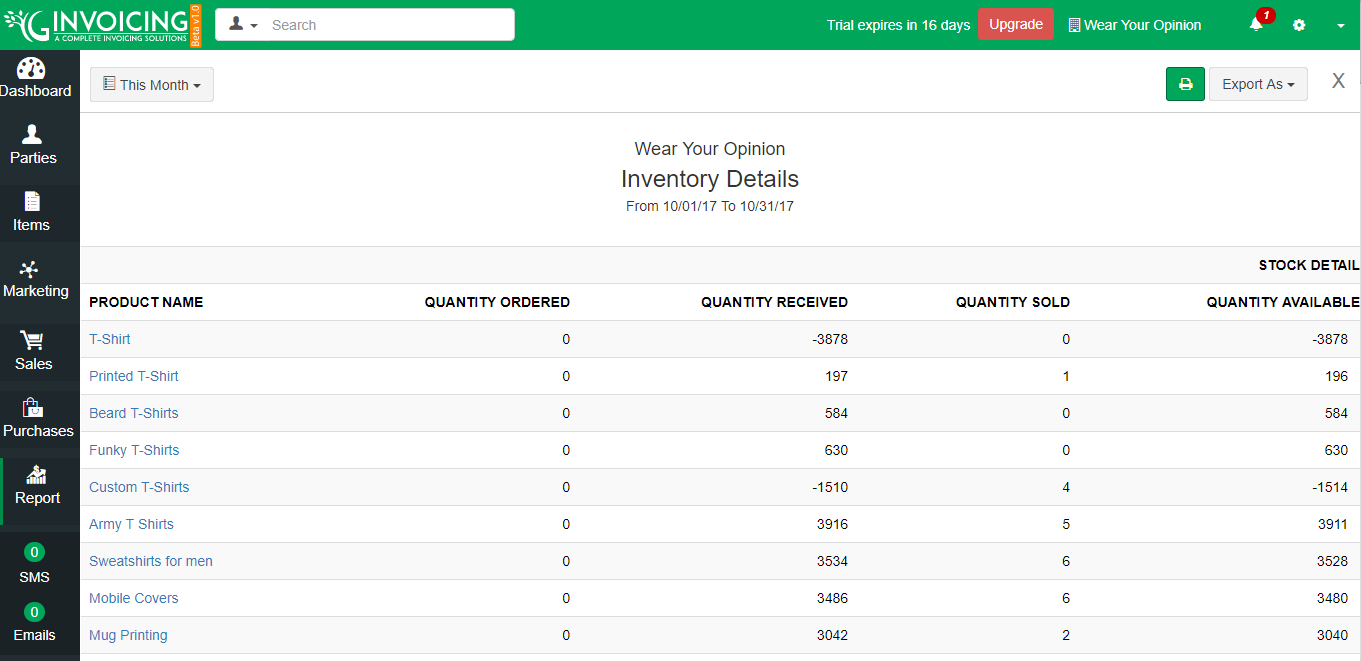 INVOICING
A COMPLETE INVOICING SOLUTIONS
Beta v1.0
Search
Trial expires in 16 days
Upgrade
Wear Your Opinion
1
Dashboard
Parties
Items
Marketing
Sales
Purchases
Report
0
SMS
0
Emails
This Month
Export As
X
Wear Your Opinion
Inventory Details
From 10/01/17 To 10/31/17
STOCK DETAIL
PRODUCT NAME QUANTITY ORDERED QUANTITY RECEIVED QUANTITY SOLD QUANTITY AVAILABLE
T-Shirt 0 -3878 0 -3878
Printed T-Shirt 0 197 1 196
Beard T-Shirts 0 584 0 584
Funky T-Shirts 0 630 0 630
Custom T-Shirts 0 -1510 4 -1514
Army T Shirts 0 3916 5 3911
Sweatshirts for men 0 3534 6 3528
Mobile Covers 0 3486 6 3480
Mug Printing 0 3042 2 3040